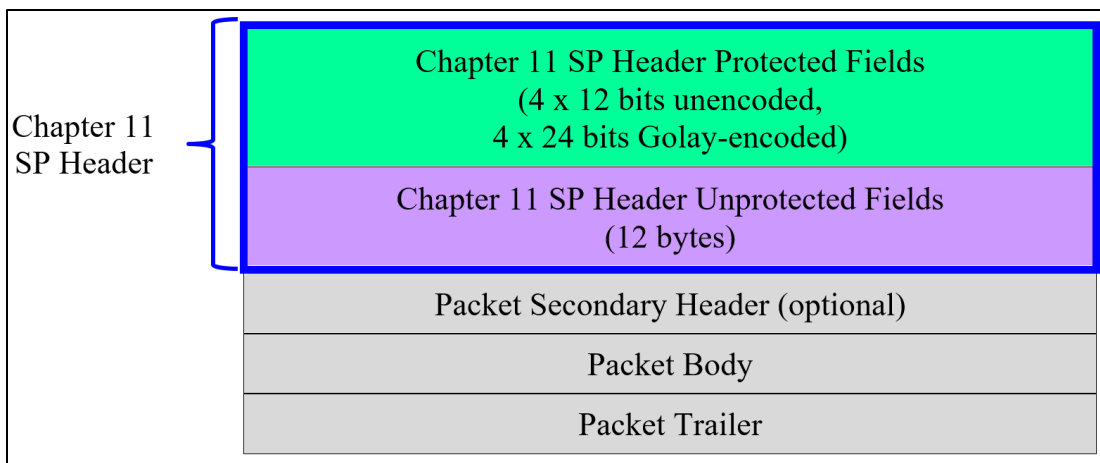 Chapter 11
SP Header
Chapter 11 SP Header Protected Fields
(4 x 12 bits unencoded,
4 x 24 bits Golay-encoded)
Chapter 11 SP Header Unprotected Fields
(12 bytes)
Packet Secondary Header (optional)
Packet Body
Packet Trailer